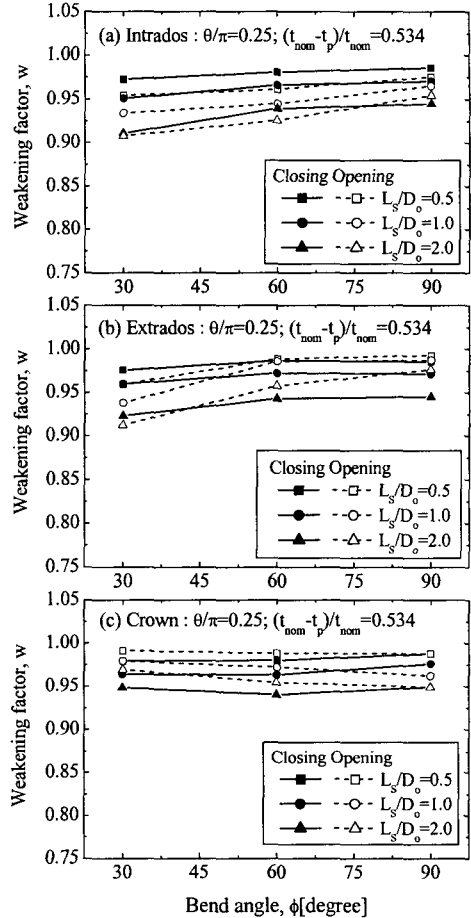 1.05
(a) Intrados : θ/π=0.25; (t_nom-t_p)/t_nom=0.534
1.00
0.95
0.90
0.85
0.80
0.75
Weakening factor, w
Closing Opening
L_S/D_o=0.5
L_S/D_o=1.0
L_S/D_o=2.0
30 45 60 75 90
1.05
(b) Extrados : θ/π=0.25; (t_nom-t_p)/t_nom=0.534
1.00
0.95
0.90
0.85
0.80
0.75
Weakening factor, w
Closing Opening
L_S/D_o=0.5
L_S/D_o=1.0
L_S/D_o=2.0
30 45 60 75 90
1.05
(c) Crown : θ/π=0.25; (t_nom-t_p)/t_nom=0.534
1.00
0.95
0.90
0.85
0.80
0.75
Weakening factor, w
Closing Opening
L_S/D_o=0.5
L_S/D_o=1.0
L_S/D_o=2.0
30 45 60 75 90
Bend angle, ϕ[degree]